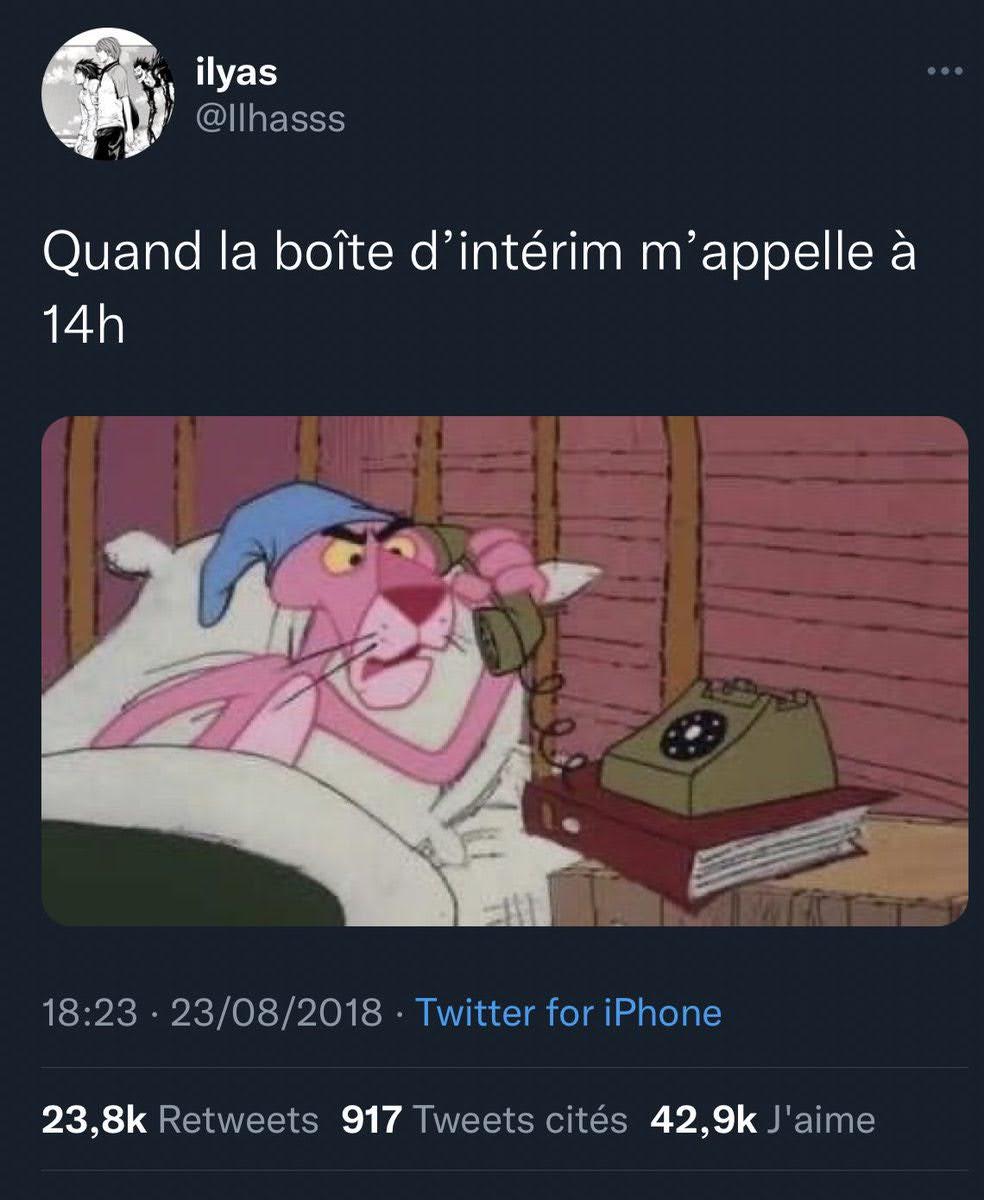 ilyas
@Ilhasss
Quand la boîte d’intérim m’appelle à
14h
18:23 · 23/08/2018 · Twitter for iPhone
23,8k Retweets 917 Tweets cités 42,9k J'aime